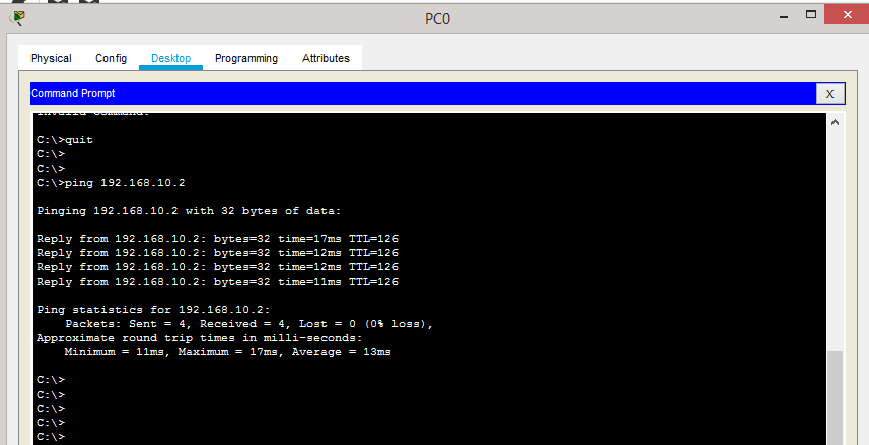 PC0
Physical Config Desktop Programming Attributes
Command Prompt
X
Invalid Command.
C:\>quit
C:\>
C:\>
C:\>ping 192.168.10.2
Pinging 192.168.10.2 with 32 bytes of data:
Reply from 192.168.10.2: bytes=32 time=17ms TTL=126
Reply from 192.168.10.2: bytes=32 time=12ms TTL=126
Reply from 192.168.10.2: bytes=32 time=12ms TTL=126
Reply from 192.168.10.2: bytes=32 time=11ms TTL=126
Ping statistics for 192.168.10.2:
Packets: Sent = 4, Received = 4, Lost = 0 (0% loss),
Approximate round trip times in milli-seconds:
Minimum = 11ms, Maximum = 17ms, Average = 13ms
C:\>
C:\>
C:\>
C:\>
C:\>